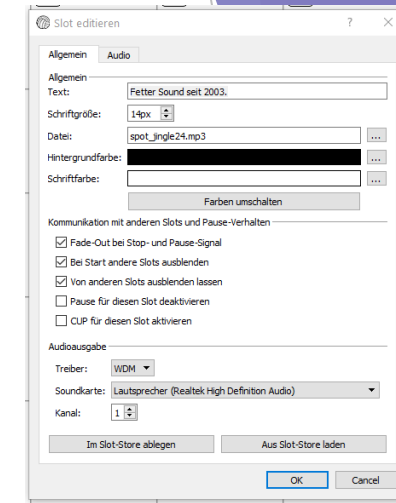 Slot editieren ? ×
Allgemein Audio
Allgemein
Text: Fetter Sound seit 2003.
Schriftgröße: 14px
Datei: spot_jingle24.mp3 ...
Hintergrundfarbe: ...
Schriftfarbe: ...
Farben umschalten
Kommunikation mit anderen Slots und Pause-Verhalten
Fade-Out bei Stop- und Pause-Signal
Bei Start andere Slots ausblenden
Von anderen Slots ausblenden lassen
Pause für diesen Slot deaktivieren
CUP für diesen Slot aktivieren
Audioausgabe
Treiber: WDM
Soundkarte: Lautsprecher (Realtek High Definition Audio)
Kanal: 1
Im Slot-Store ablegen Aus Slot-Store laden
OK Cancel